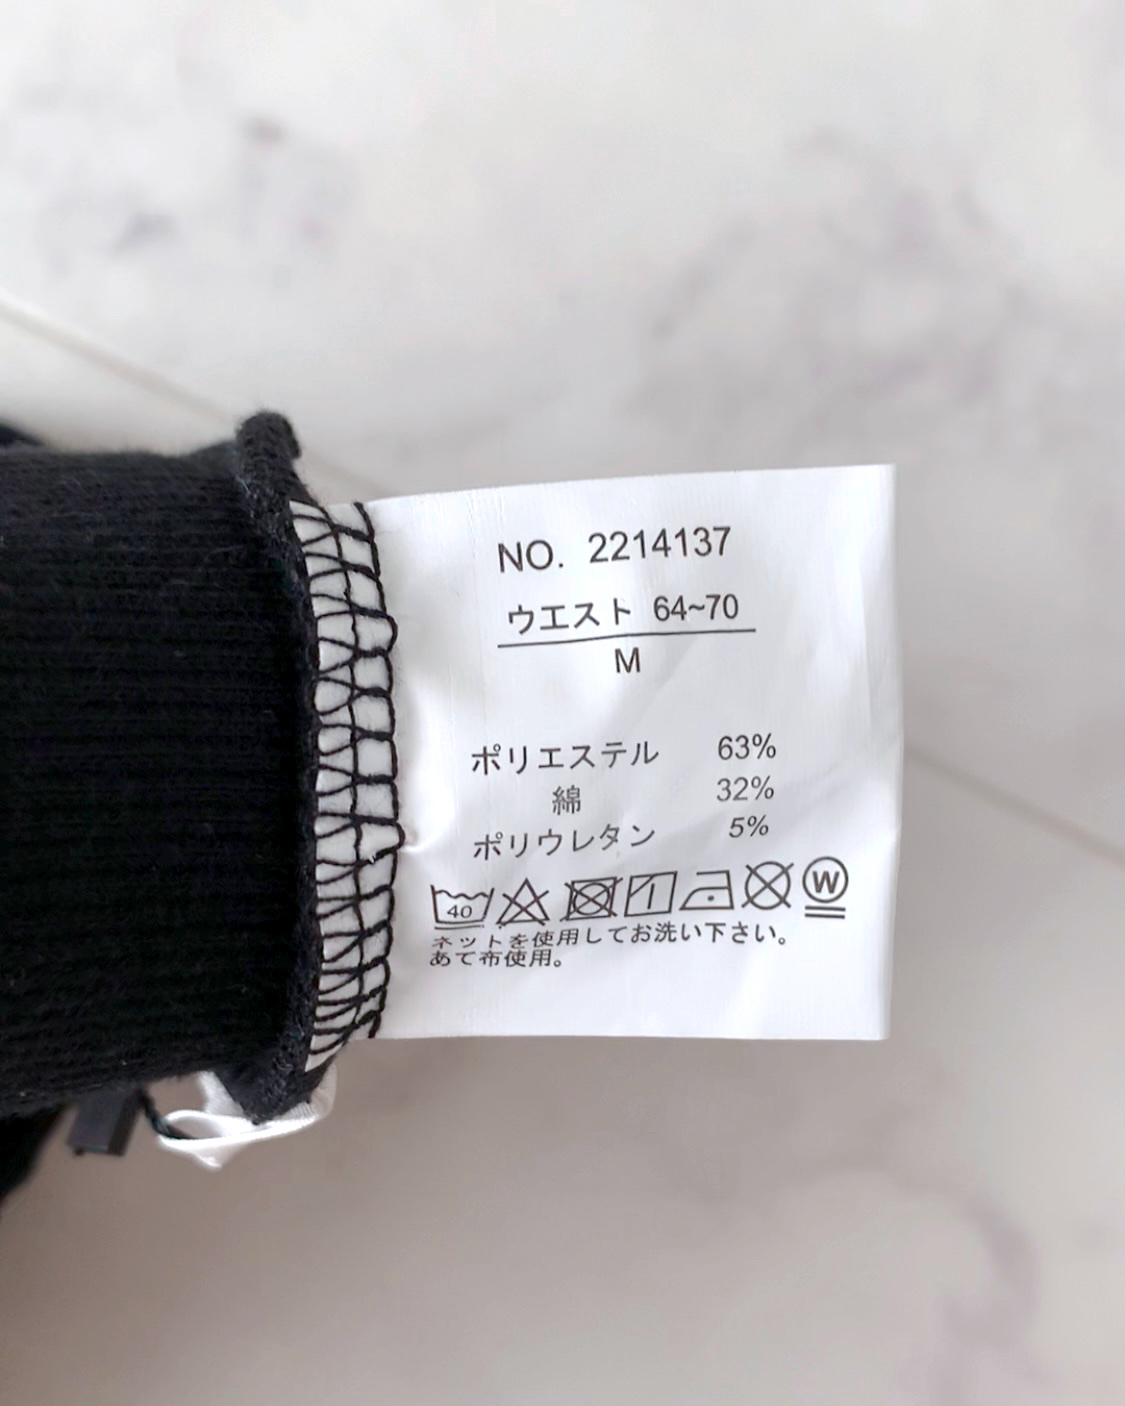 NO. 2214137
ウエスト 64~70
M
ポリエステル 63%
綿 32%
ポリウレタン 5%
40 W
ネットを使用してお洗い下さい。
あて布使用。